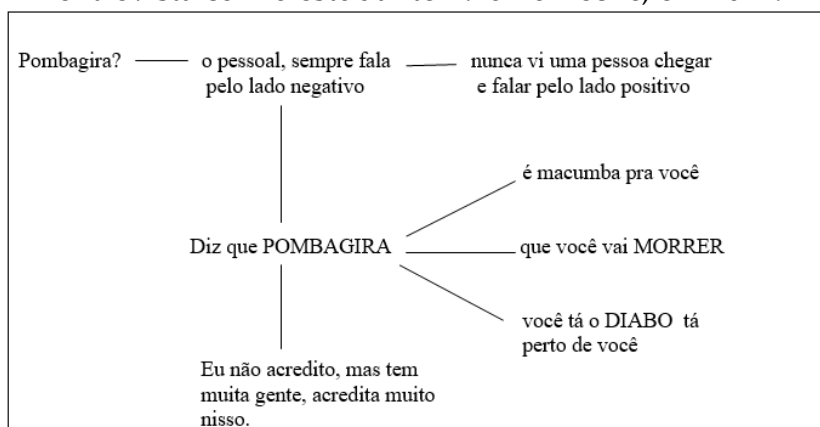 Pombagira? o pessoal, sempre fala nunca vi uma pessoa chegar
pelo lado negativo e falar pelo lado positivo
é macumba pra você
Diz que POMBAGIRA que você vai MORRER
você tá o DIABO tá
perto de você
Eu não acredito, mas tem
muita gente, acredita muito
nisso.